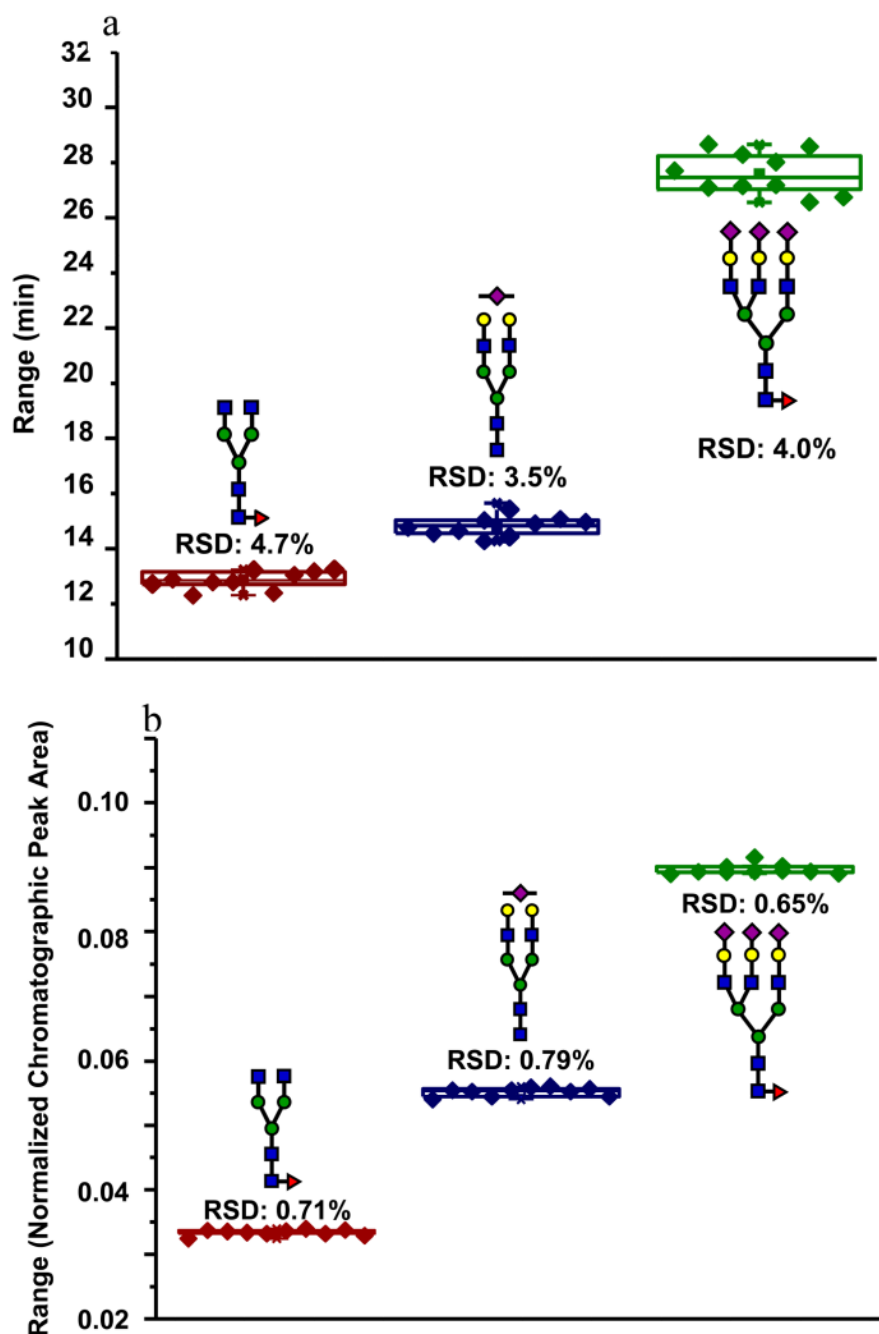 a
Range (min)
32
30
28
26
24
22
20
18
16
14
12
10
RSD: 4.7%
RSD: 3.5%
RSD: 4.0%
b
Range (Normalized Chromatographic Peak Area)
0.10
0.08
0.06
0.04
0.02
RSD: 0.71%
RSD: 0.79%
RSD: 0.65%